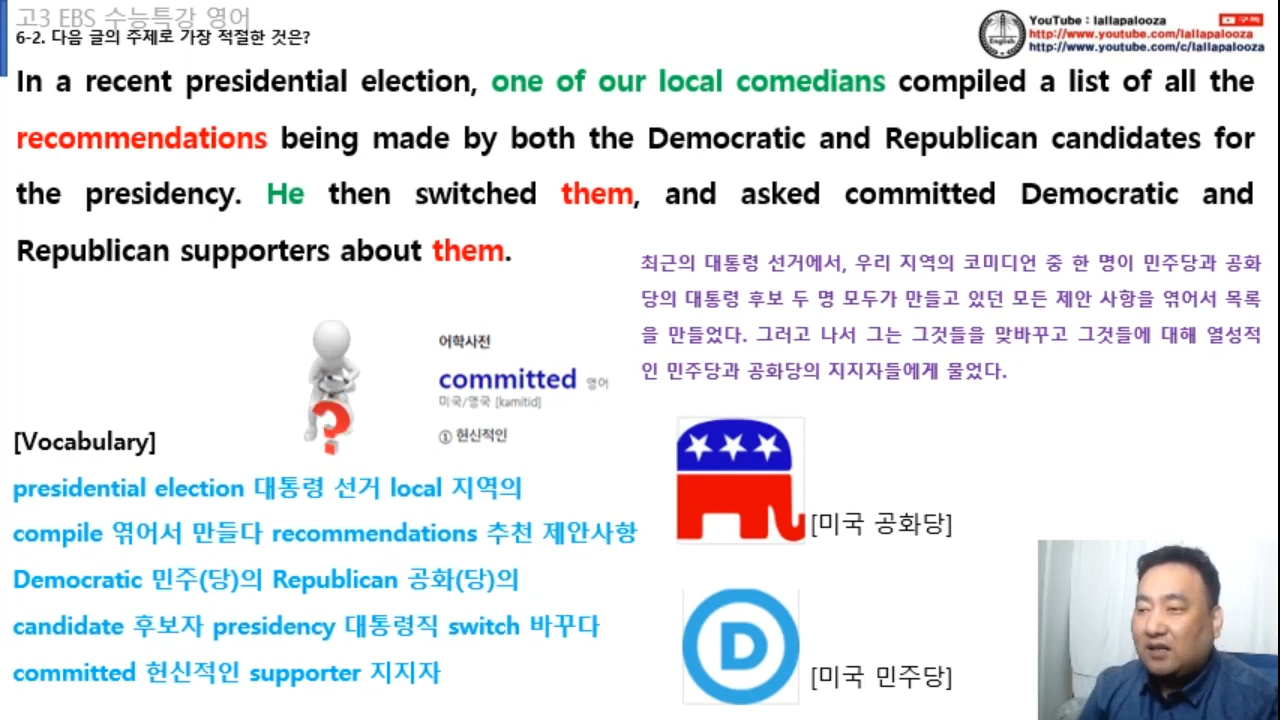 고3 EBS 수능특강 영어
6-2. 다음 글의 주제로 가장 적절한 것은?
YouTube : lallapalooza
구독
http://www.youtube.com/lallapalooza
http://www.youtube.com/c/lallapalooza
English
In a recent presidential election, one of our local comedians compiled a list of all the
recommendations being made by both the Democratic and Republican candidates for
the presidency. He then switched them, and asked committed Democratic and
Republican supporters about them.
최근의 대통령 선거에서, 우리 지역의 코미디언 중 한 명이 민주당과 공화
당의 대통령 후보 두 명 모두가 만들고 있던 모든 제안 사항을 엮어서 목록
을 만들었다. 그러고 나서 그는 그것들을 맞바꾸고 그것들에 대해 열성적
인 민주당과 공화당의 지지자들에게 물었다.
어학사전
committed 영어
미국/영국 [kəmítid]
① 헌신적인
?
[Vocabulary]
presidential election 대통령 선거 local 지역의
compile 엮어서 만들다 recommendations 추천 제안사항
Democratic 민주(당)의 Republican 공화(당)의
candidate 후보자 presidency 대통령직 switch 바꾸다
committed 헌신적인 supporter 지지자
[미국 공화당]
D
[미국 민주당]